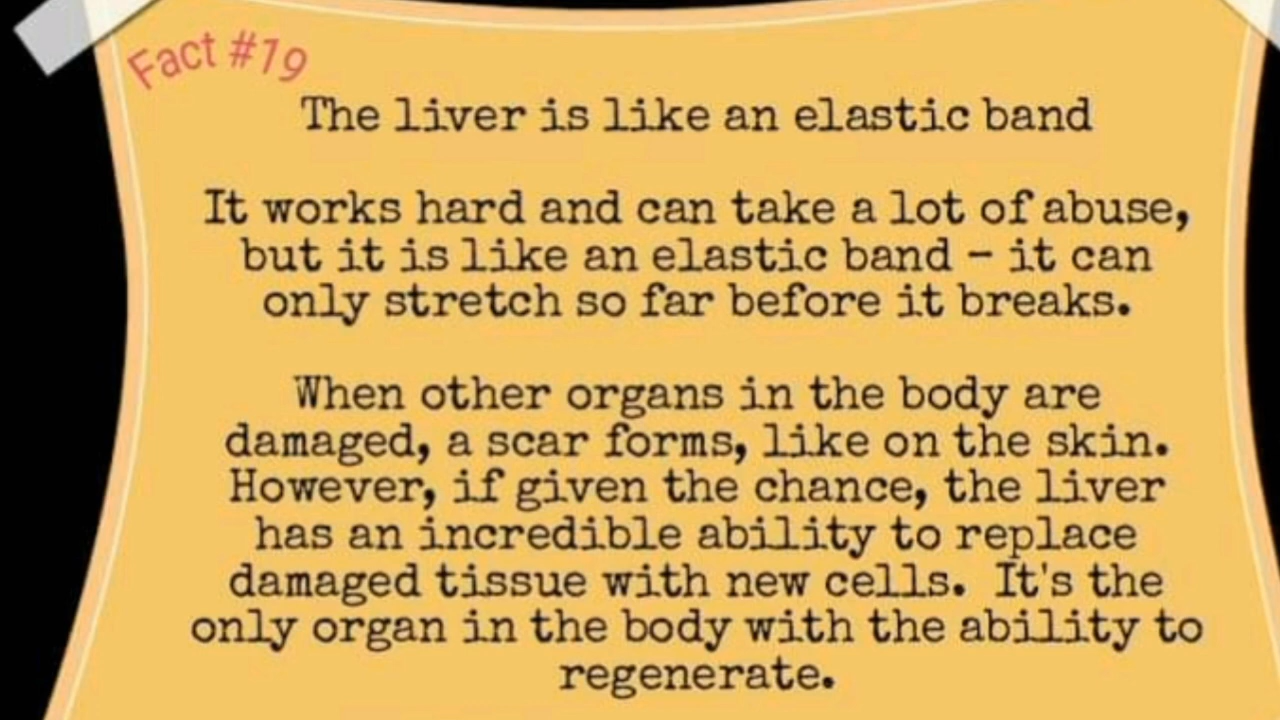 Fact #19
The liver is like an elastic band
It works hard and can take a lot of abuse,
but it is like an elastic band - it can
only stretch so far before it breaks.
When other organs in the body are
damaged, a scar forms, like on the skin.
However, if given the chance, the liver
has an incredible ability to replace
damaged tissue with new cells. It's the
only organ in the body with the ability to
regenerate.